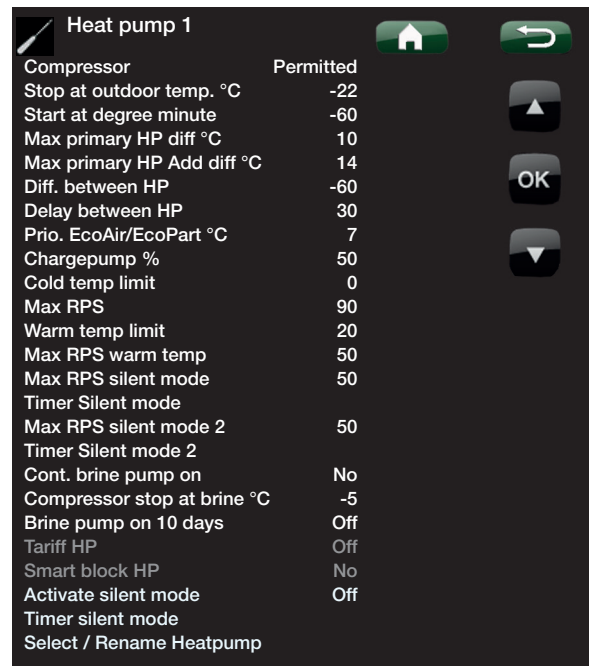 Heat pump 1
Compressor Permitted
Stop at outdoor temp. °C -22
Start at degree minute -60
Max primary HP diff °C 10
Max primary HP Add diff °C 14
Diff. between HP -60
Delay between HP 30
Prio. EcoAir/EcoPart °C 7
Chargepump % 50
Cold temp limit 0
Max RPS 90
Warm temp limit 20
Max RPS warm temp 50
Max RPS silent mode 50
Timer Silent mode
Max RPS silent mode 2 50
Timer Silent mode 2
Cont. brine pump on No
Compressor stop at brine °C -5
Brine pump on 10 days Off
Tariff HP Off
Smart block HP No
Activate silent mode Off
Timer silent mode
Select / Rename Heatpump
OK